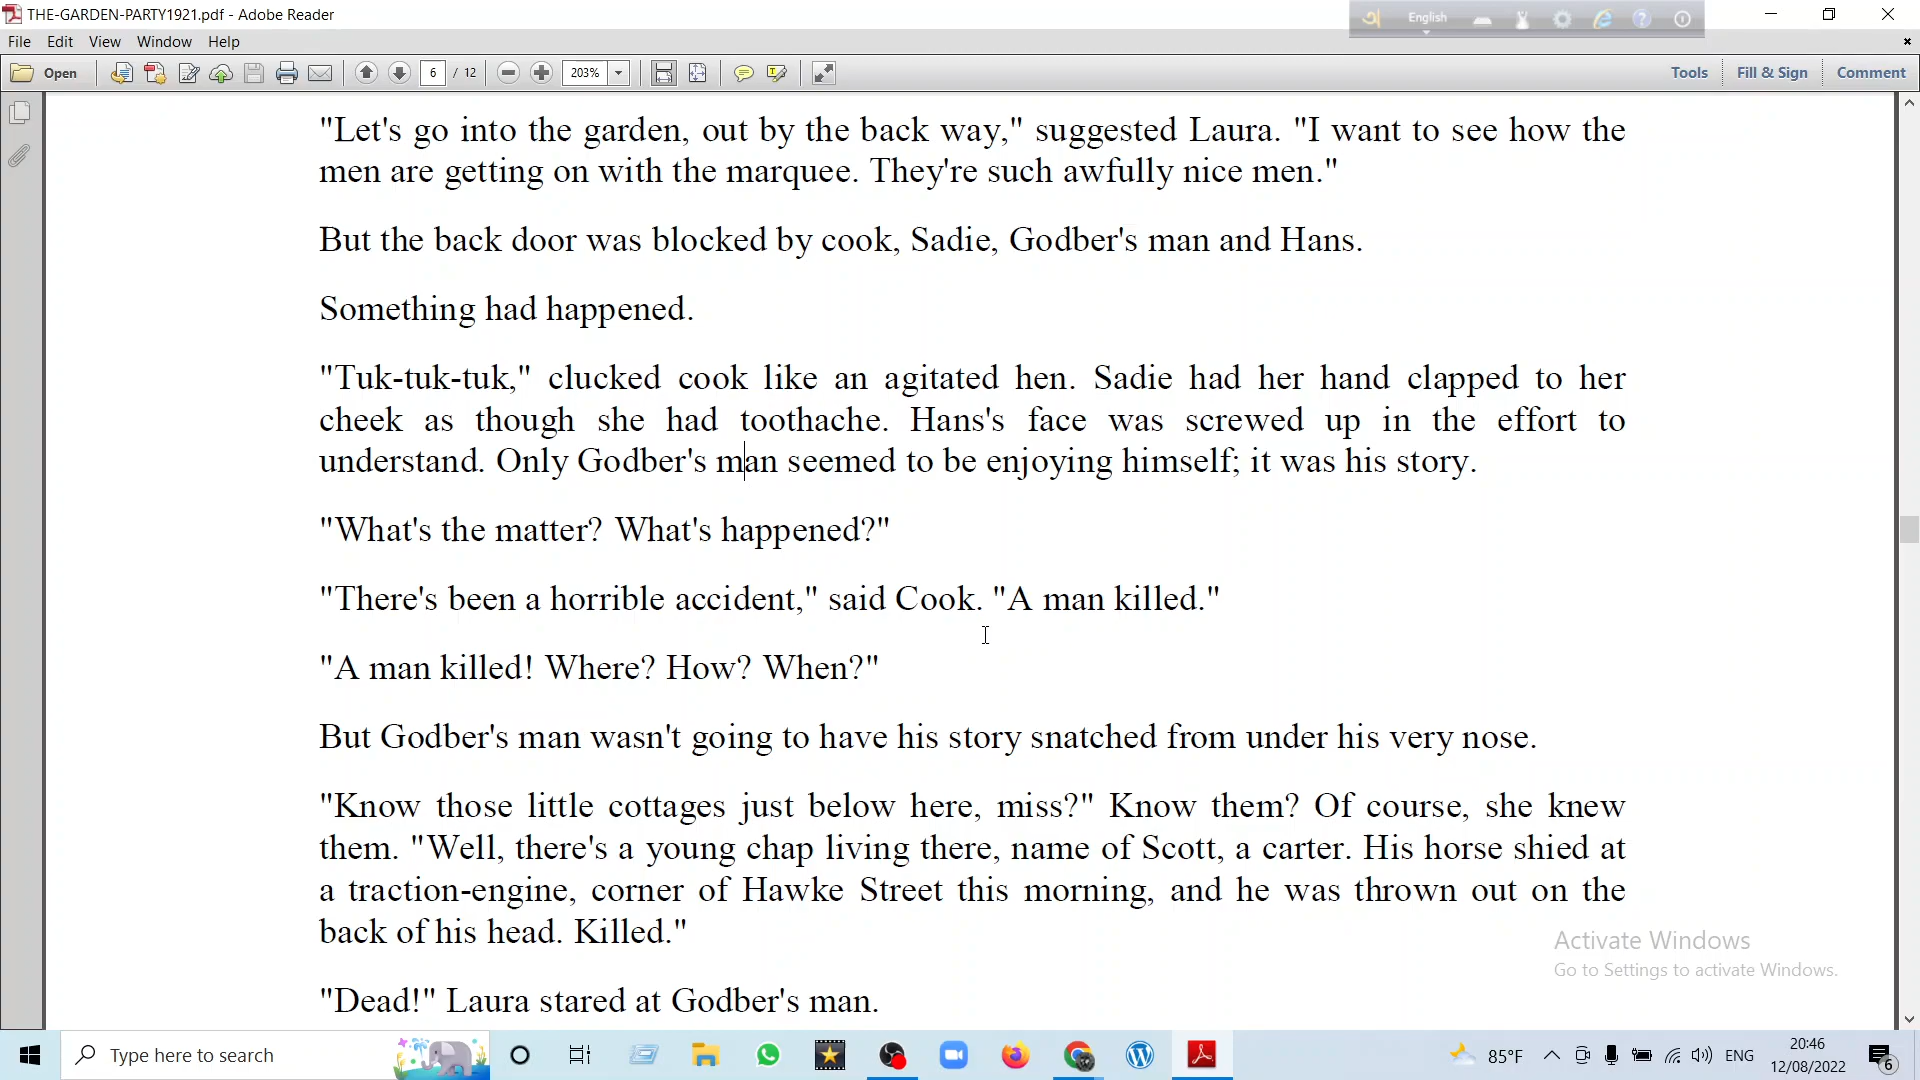 THE-GARDEN-PARTY1921.pdf - Adobe Reader
English
File Edit View Window Help
Open 6 / 12 203% Tools Fill & Sign Comment
"Let's go into the garden, out by the back way," suggested Laura. "I want to see how the
men are getting on with the marquee. They're such awfully nice men."
But the back door was blocked by cook, Sadie, Godber's man and Hans.
Something had happened.
"Tuk-tuk-tuk," clucked cook like an agitated hen. Sadie had her hand clapped to her
cheek as though she had toothache. Hans's face was screwed up in the effort to
understand. Only Godber's man seemed to be enjoying himself; it was his story.
"What's the matter? What's happened?"
"There's been a horrible accident," said Cook. "A man killed."
"A man killed! Where? How? When?"
But Godber's man wasn't going to have his story snatched from under his very nose.
"Know those little cottages just below here, miss?" Know them? Of course, she knew
them. "Well, there's a young chap living there, name of Scott, a carter. His horse shied at
a traction-engine, corner of Hawke Street this morning, and he was thrown out on the
back of his head. Killed."
"Dead!" Laura stared at Godber's man.
Activate Windows
Go to Settings to activate Windows.
Type here to search
85°F
ENG
20:46
12/08/2022
6